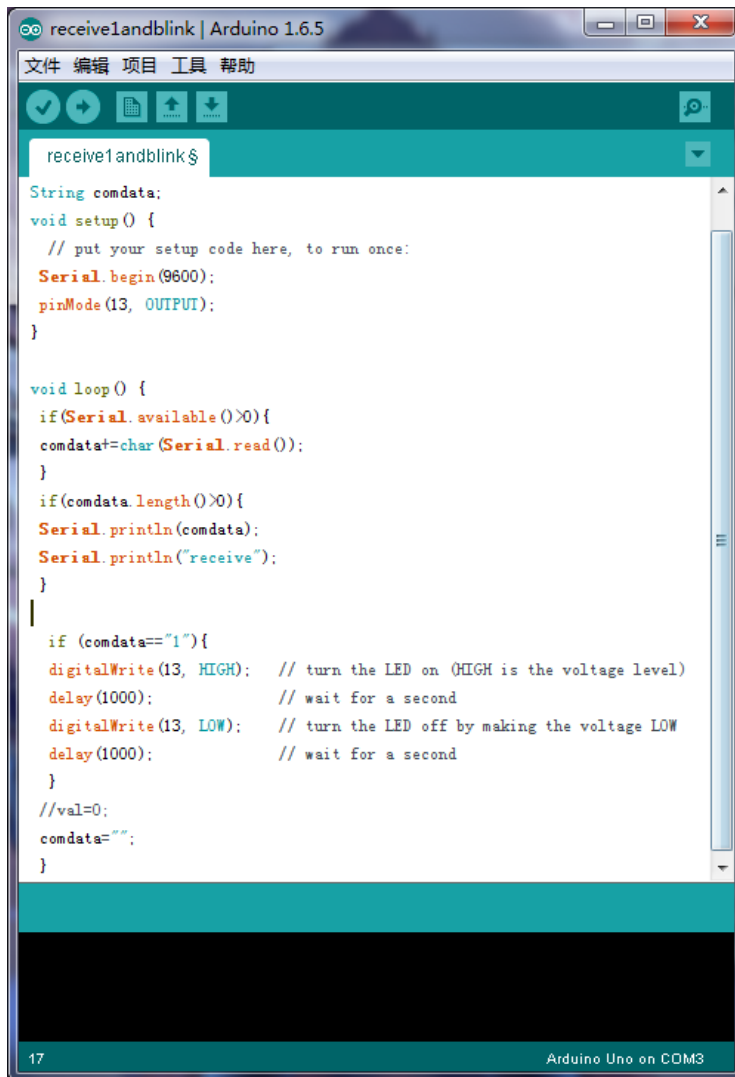 receive1andblink | Arduino 1.6.5
文件 编辑 项目 工具 帮助
receive1andblink §
String comdata;
void setup() {
  // put your setup code here, to run once:
 Serial.begin(9600);
 pinMode(13, OUTPUT);
}
void loop() {
 if(Serial.available()>0){
 comdata+=char(Serial.read());
 }
 if(comdata.length()>0){
 Serial.println(comdata);
 Serial.println("receive");
 }
  if (comdata=="1"){
  digitalWrite(13, HIGH);   // turn the LED on (HIGH is the voltage level)
  delay(1000);              // wait for a second
  digitalWrite(13, LOW);    // turn the LED off by making the voltage LOW
  delay(1000);              // wait for a second
  }
 //val=0;
 comdata="";
 }
17 Arduino Uno on COM3